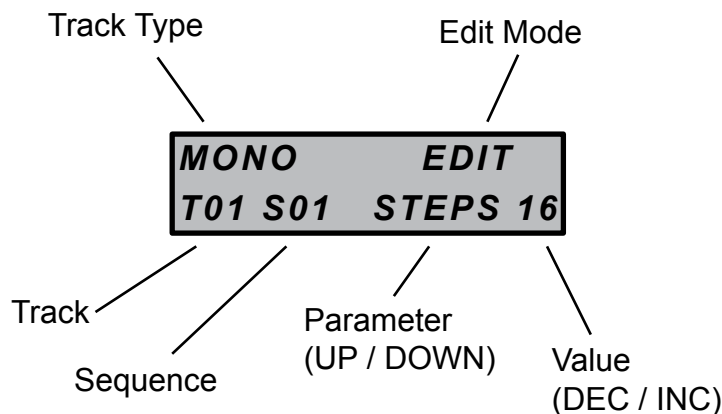 Track Type
Edit Mode
MONO EDIT
T01 S01 STEPS 16
Track
Parameter
(UP / DOWN)
Sequence
Value
(DEC / INC)